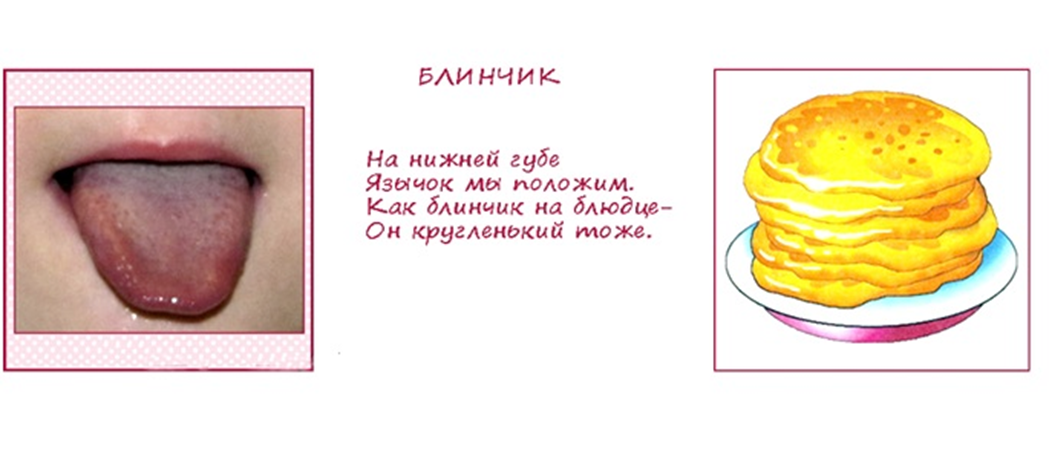 БЛИНЧИК
На нижней губе
Язычок мы положим.
Как блинчик на блюдце-
Он кругленький тоже.